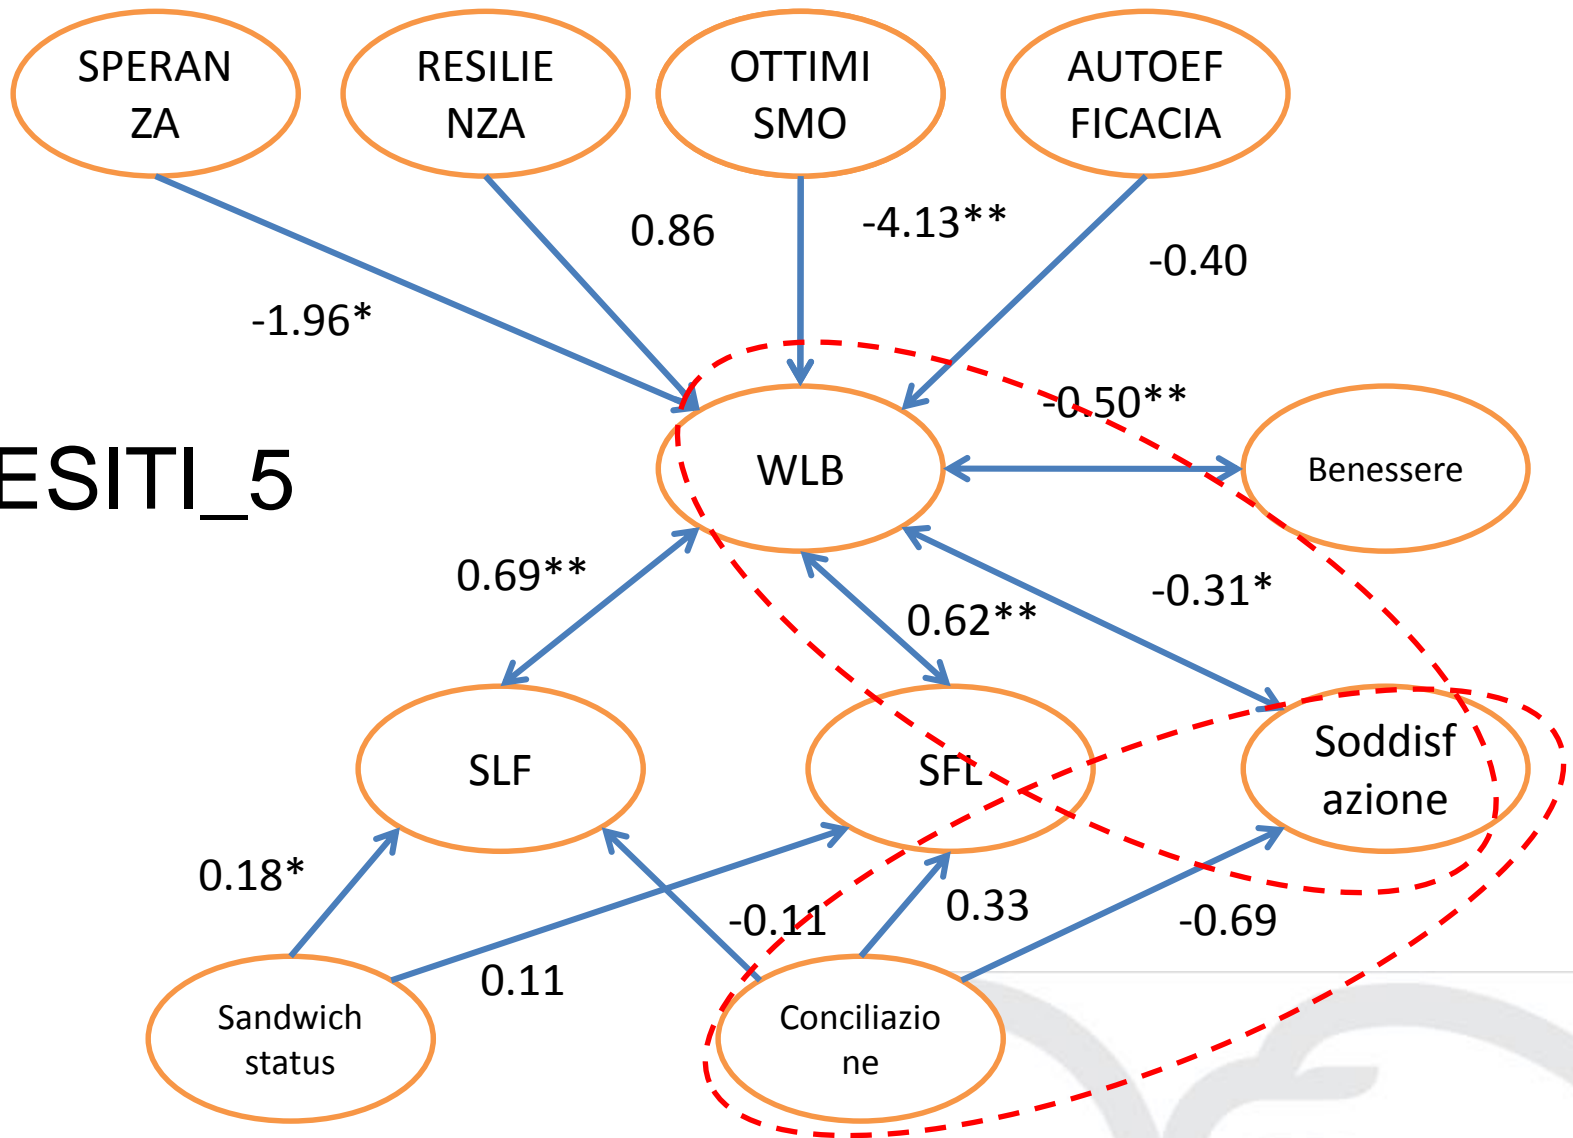 SPERAN
ZA
RESILIE
NZA
OTTIMI
SMO
AUTOEF
FICACIA
0.86
-4.13**
-0.40
-1.96*
-0.50**
WLB
Benessere
ESITI_5
0.69**
0.62**
-0.31*
SLF
SFL
Soddisf
azione
0.18*
-0.11
0.33
-0.69
0.11
Sandwich
status
Conciliazio
ne